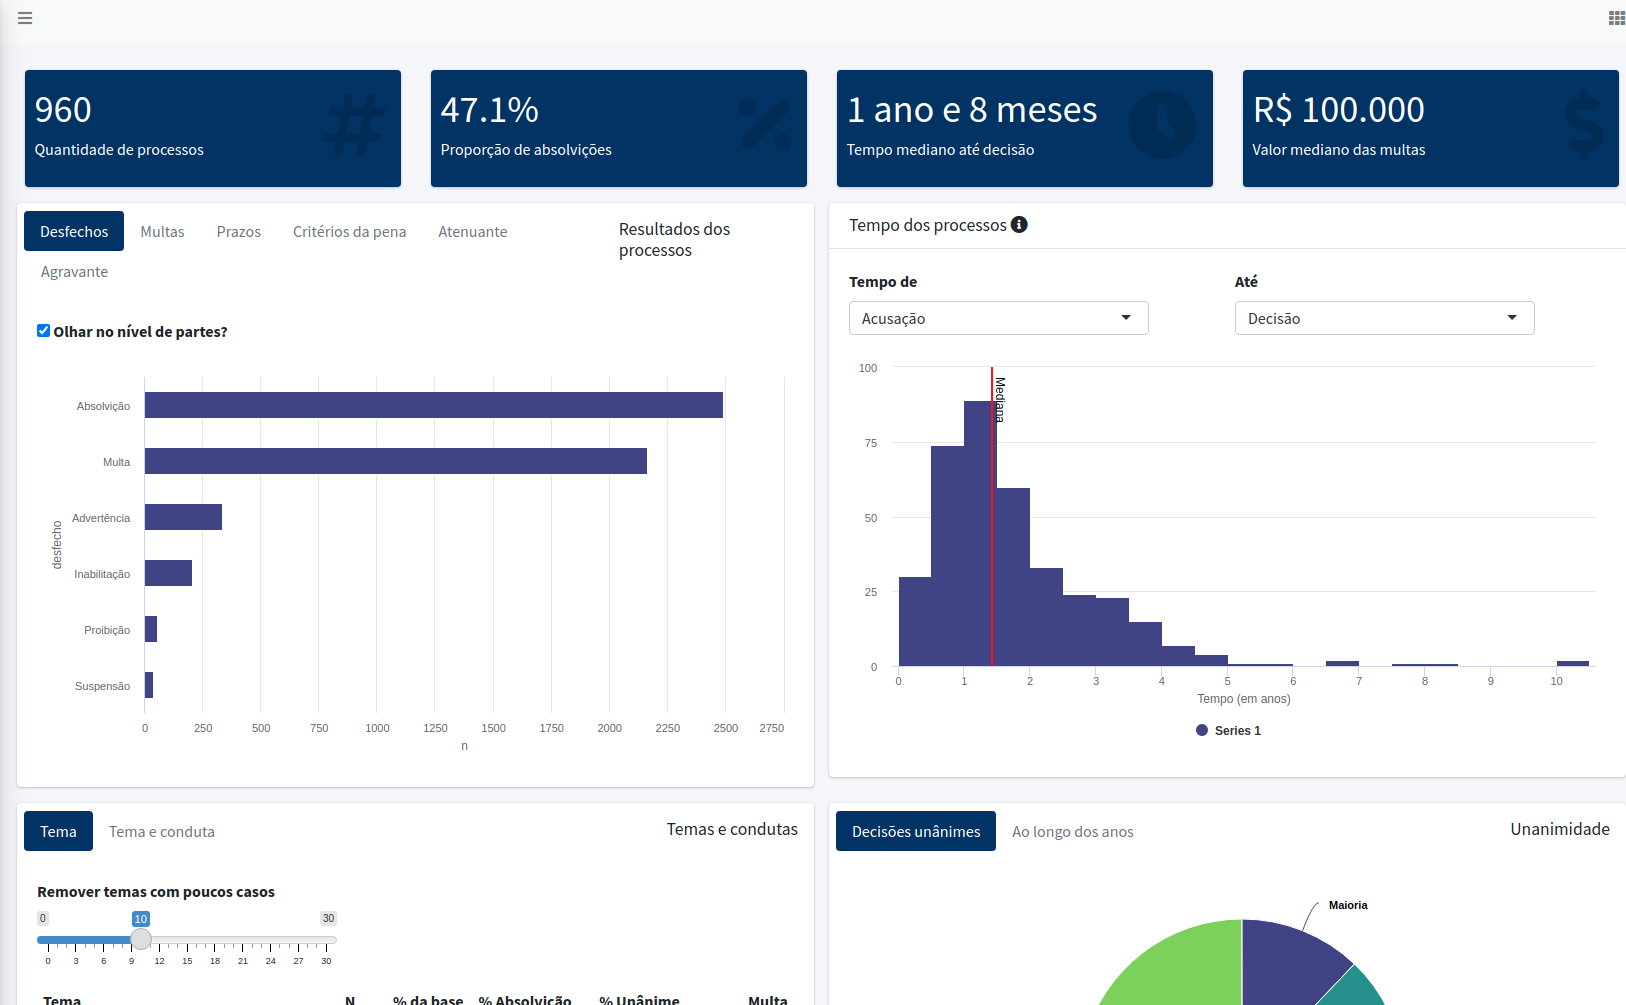 960
Quantidade de processos
47.1%
Proporção de absolvições
1 ano e 8 meses
Tempo mediano até decisão
R$ 100.000
Valor mediano das multas
Desfechos Multas Prazos Critérios da pena Atenuante
Agravante
Resultados dos
processos
Olhar no nível de partes?
desfecho
Absolvição
Multa
Advertência
Inabilitação
Proibição
Suspensão
0 250 500 750 1000 1250 1500 1750 2000 2250 2500 2750
n
Tempo dos processos
Tempo de
Acusação
Até
Decisão
100
75
50
25
0
Mediana
0 1 2 3 4 5 6 7 8 9 10
Tempo (em anos)
Series 1
Tema Tema e conduta
Temas e condutas
Remover temas com poucos casos
0 10 30
0 3 6 9 12 15 18 21 24 27 30
Tema N % da base % Absolvição % Unânime Multa
Decisões unânimes Ao longo dos anos
Unanimidade
Maioria